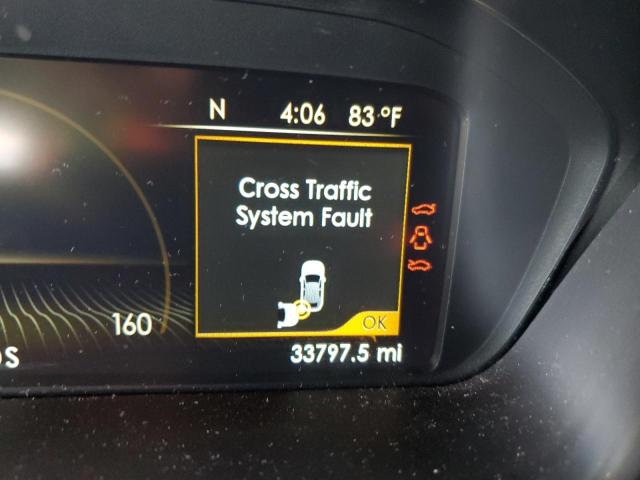 N 4:06 83°F
Cross Traffic
System Fault
OK
160
33797.5 mi